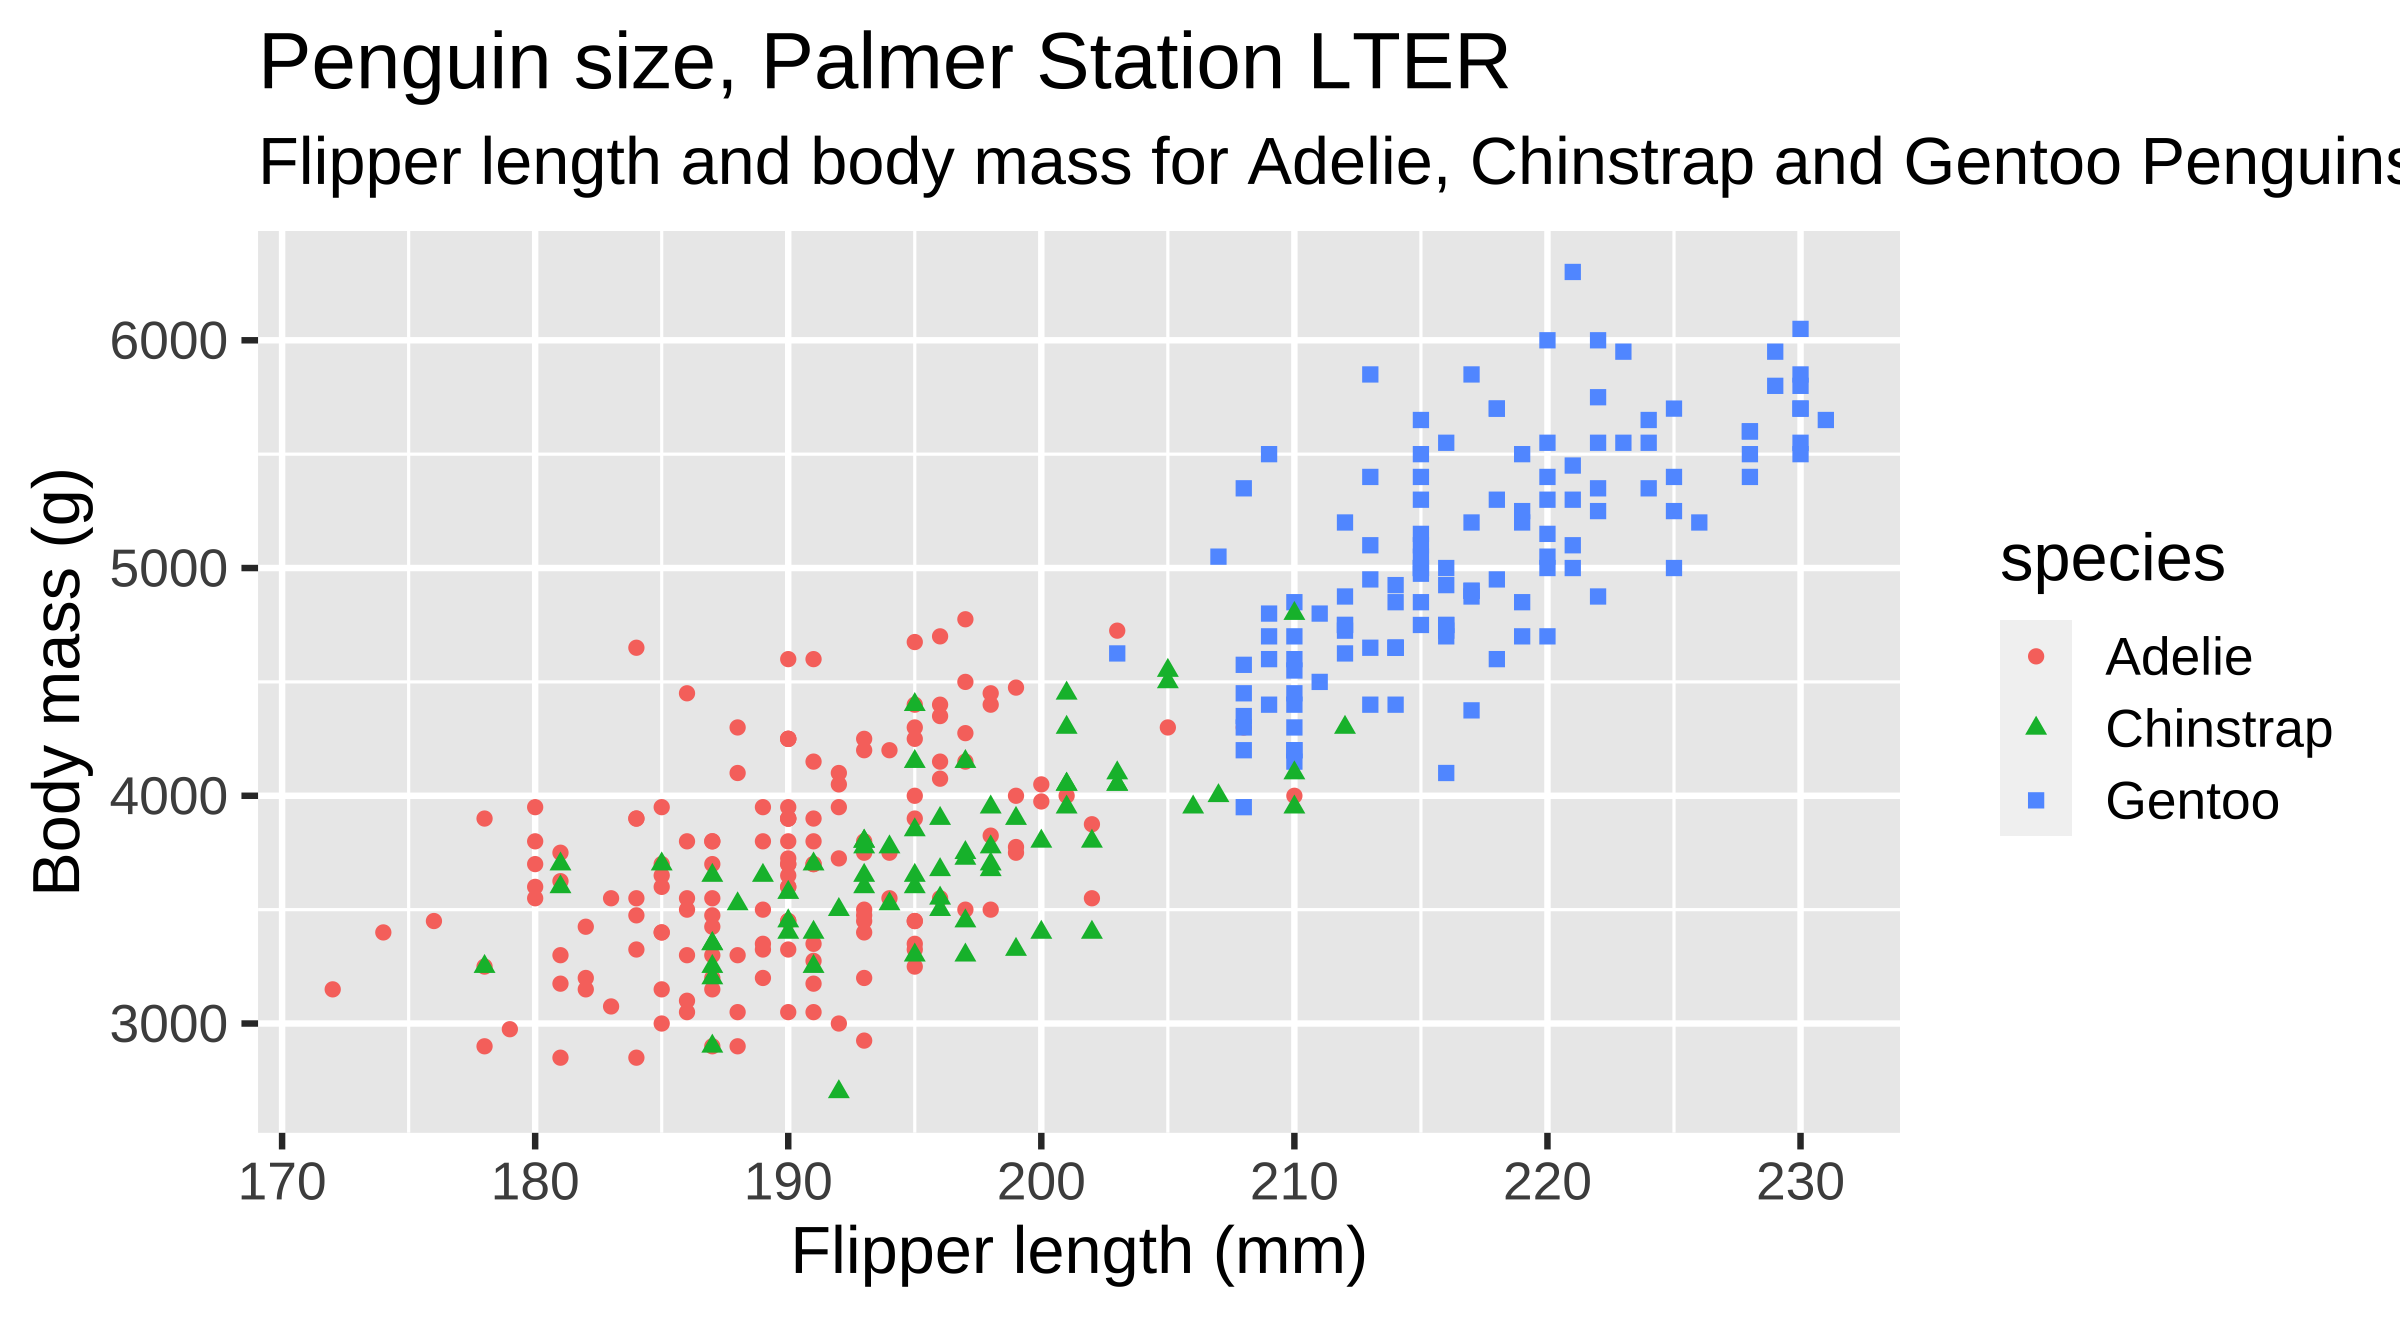 Penguin size, Palmer Station LTER
Flipper length and body mass for Adelie, Chinstrap and Gentoo Penguins
Body mass (g)
6000
5000
4000
3000
170 180 190 200 210 220 230
Flipper length (mm)
species
Adelie
Chinstrap
Gentoo